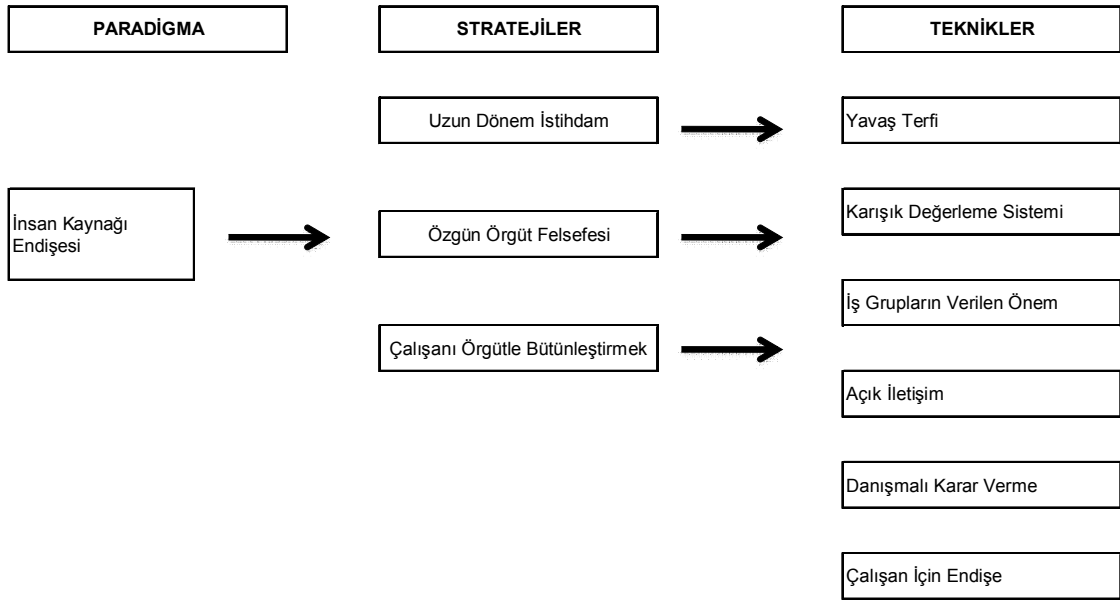 PARADİGMA
STRATEJİLER
TEKNİKLER
Uzun Dönem İstihdam
Yavaş Terfi
İnsan Kaynağı
Endişesi
Özgün Örgüt Felsefesi
Karışık Değerleme Sistemi
İş Grupların Verilen Önem
Çalışanı Örgütle Bütünleştirmek
Açık İletişim
Danışmalı Karar Verme
Çalışan İçin Endişe